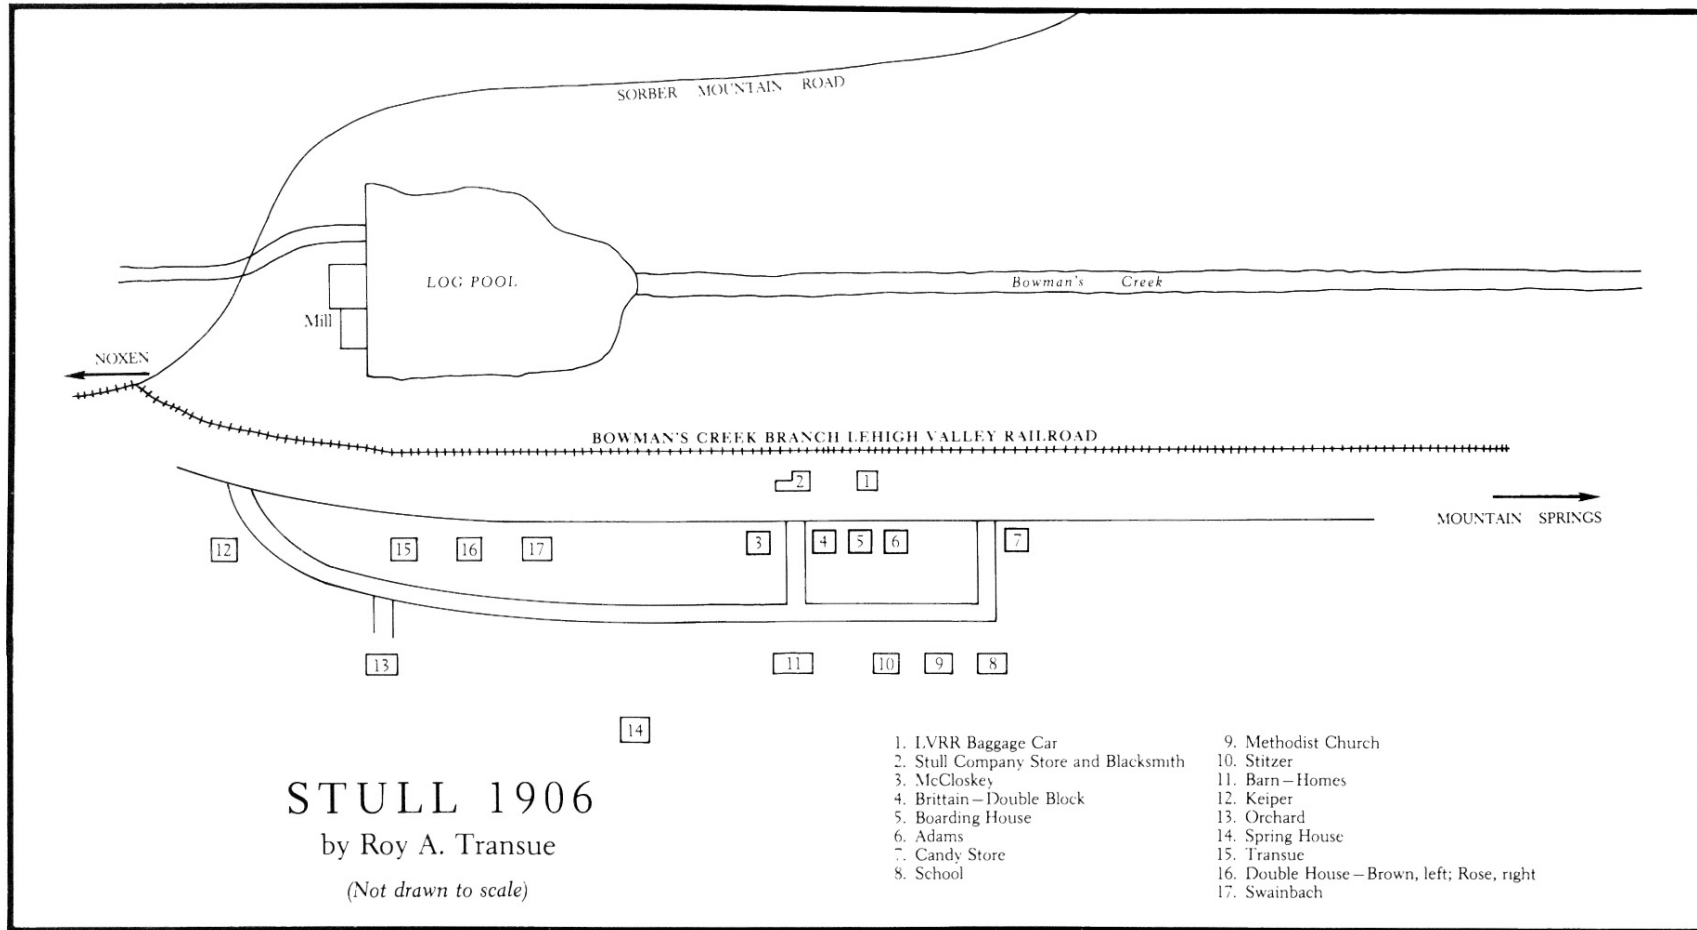 SORBER MOUNTAIN ROAD
LOG POOL
Bowman's Creek
Mill
NOXEN
BOWMAN'S CREEK BRANCH LEHIGH VALLEY RAILROAD
2 1
MOUNTAIN SPRINGS
12 15 16 17 3 4 5 6 7
13 11 10 9 8
14
STULL 1906
by Roy A. Transue
(Not drawn to scale)
1. LVRR Baggage Car
2. Stull Company Store and Blacksmith
3. McCloskey
4. Brittain—Double Block
5. Boarding House
6. Adams
7. Candy Store
8. School
9. Methodist Church
10. Stitzer
11. Barn—Homes
12. Keiper
13. Orchard
14. Spring House
15. Transue
16. Double House—Brown, left; Rose, right
17. Swainbach